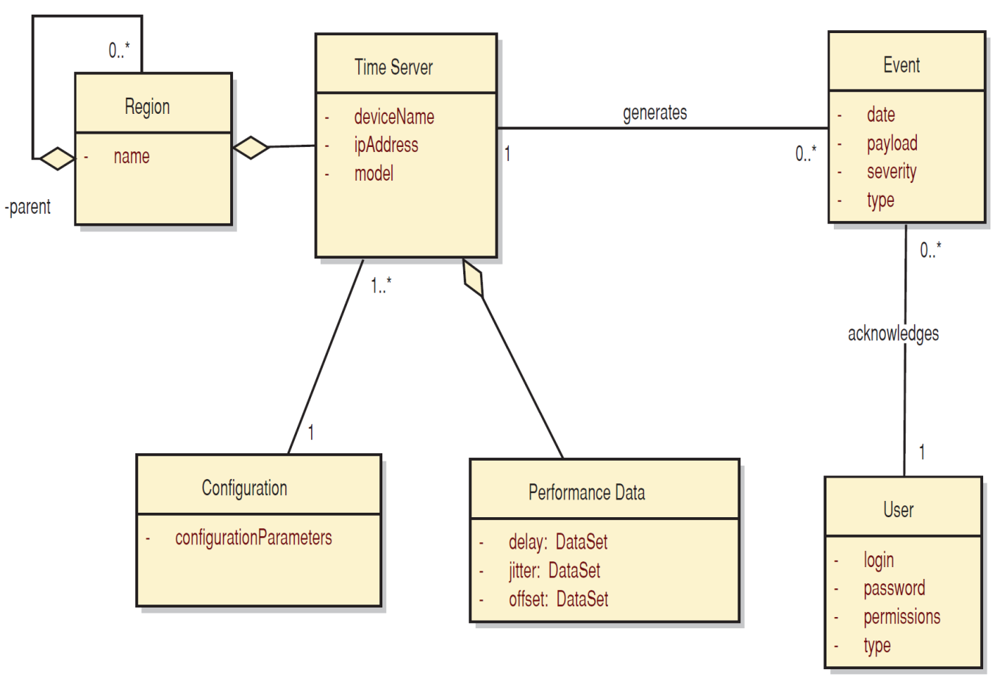 0..*
Region
- name
-parent
Time Server
- deviceName
- ipAddress
- model
generates
1
0..*
Event
- date
- payload
- severity
- type
0..*
acknowledges
1
1..*
1
Configuration
- configurationParameters
Performance Data
- delay: DataSet
- jitter: DataSet
- offset: DataSet
User
- login
- password
- permissions
- type